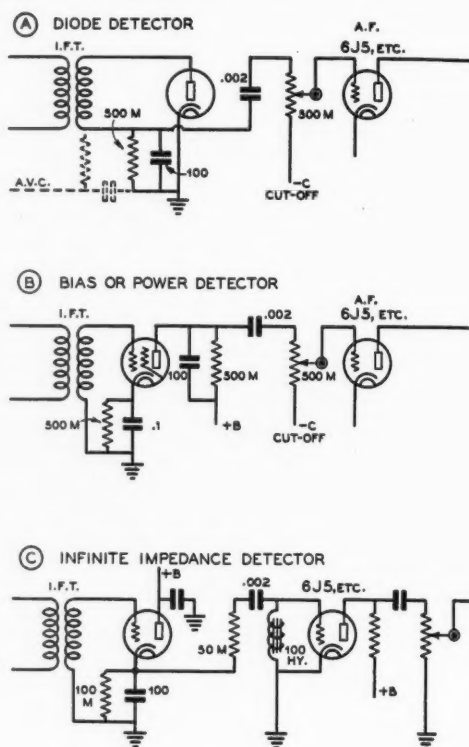 A DIODE DETECTOR
I.F.T.
500 M
100
A.V.C.
.002
500 M
-C
CUT-OFF
A.F.
6J5, ETC.
B BIAS OR POWER DETECTOR
I.F.T.
500 M
.1
100
500 M
+B
.002
500 M
-C
CUT-OFF
A.F.
6J5, ETC.
C INFINITE IMPEDANCE DETECTOR
I.F.T.
+B
100
M
100
50 M
.002
100
HY.
6J5, ETC.
+B